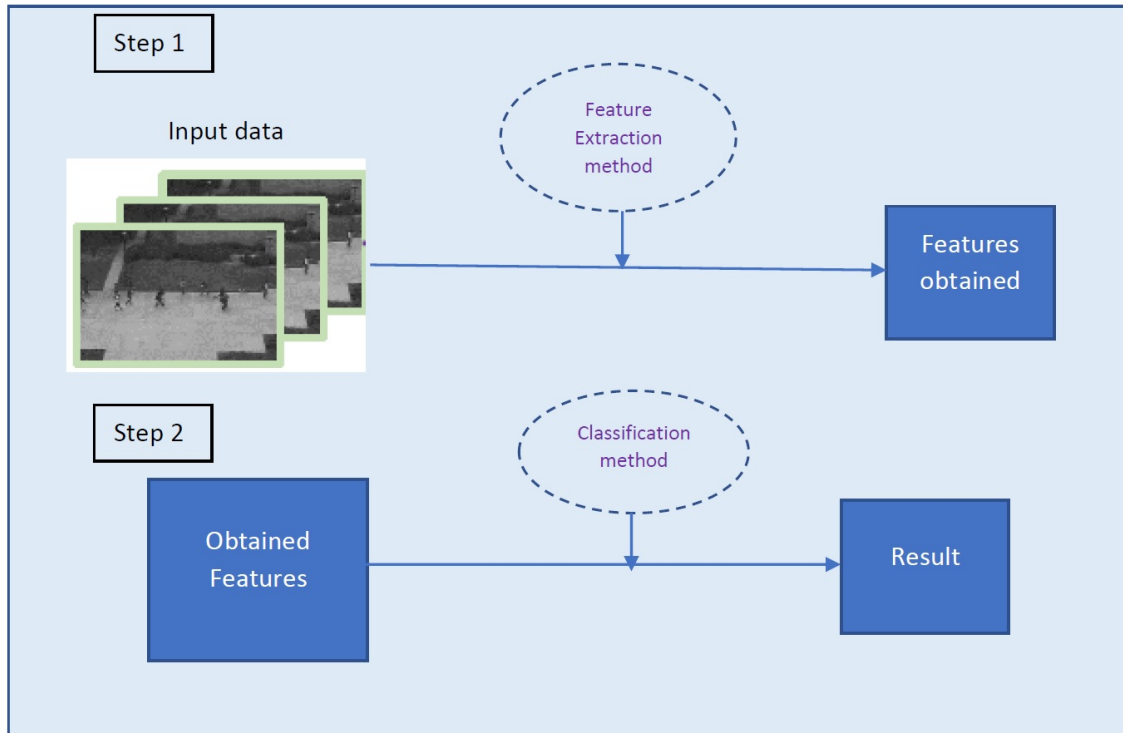 Step 1
Input data
Feature
Extraction
method
Features
obtained
Step 2
Classification
method
Obtained
Features
Result